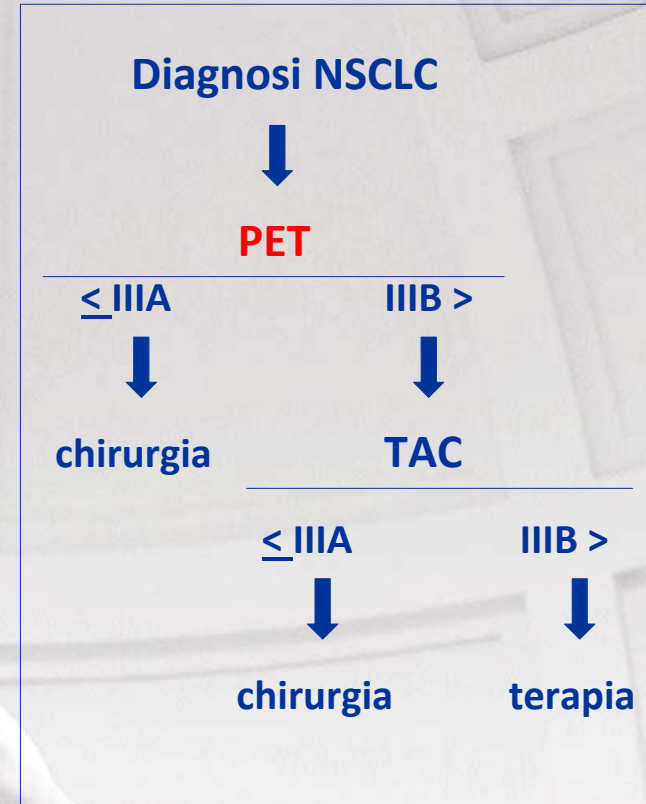 Diagnosi NSCLC
PET
< IIIA IIIB >
chirurgia TAC
< IIIA IIIB >
chirurgia terapia